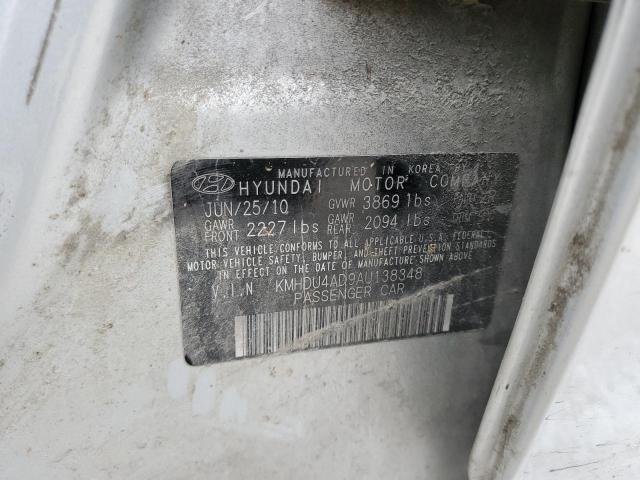 MANUFACTURED IN KOREA BY
HYUNDAI MOTOR COMPANY
JUN/25/10 GVWR 3869 lbs
GAWR FRONT 2227 lbs GAWR REAR 2094 lbs
THIS VEHICLE CONFORMS TO ALL APPLICABLE U.S.A FEDERAL
MOTOR VEHICLE SAFETY, BUMPER, AND THEFT PREVENTION STANDARDS
IN EFFECT ON THE DATE OF MANUFACTURE SHOWN ABOVE.
V.I.N KMHDU4AD9AU138348
PASSENGER CAR